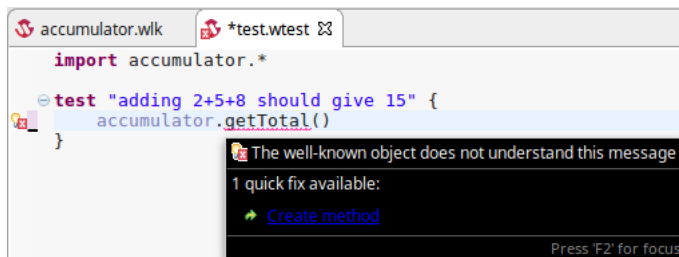 accumulator.wlk *test.wtest
import accumulator.*
test "adding 2+5+8 should give 15" {
accumulator.getTotal()
}
The well-known object does not understand this message
1 quick fix available:
Create method
Press 'F2' for focus